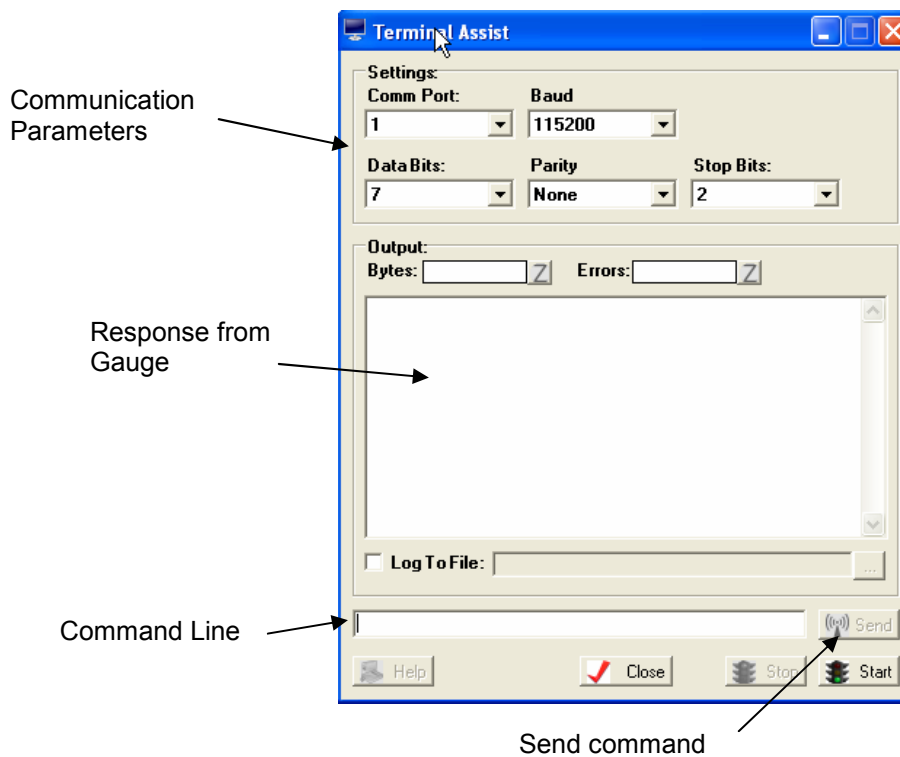 Terminal Assist
Settings:
Communication
Parameters
Comm Port:
Baud
1
115200
Data Bits:
Parity
Stop Bits:
7
None
2
Output:
Bytes:
Z
Errors:
Z
Response from
Gauge
Log To File:
...
Command Line
Send
Help
Close
Stop
Start
Send command